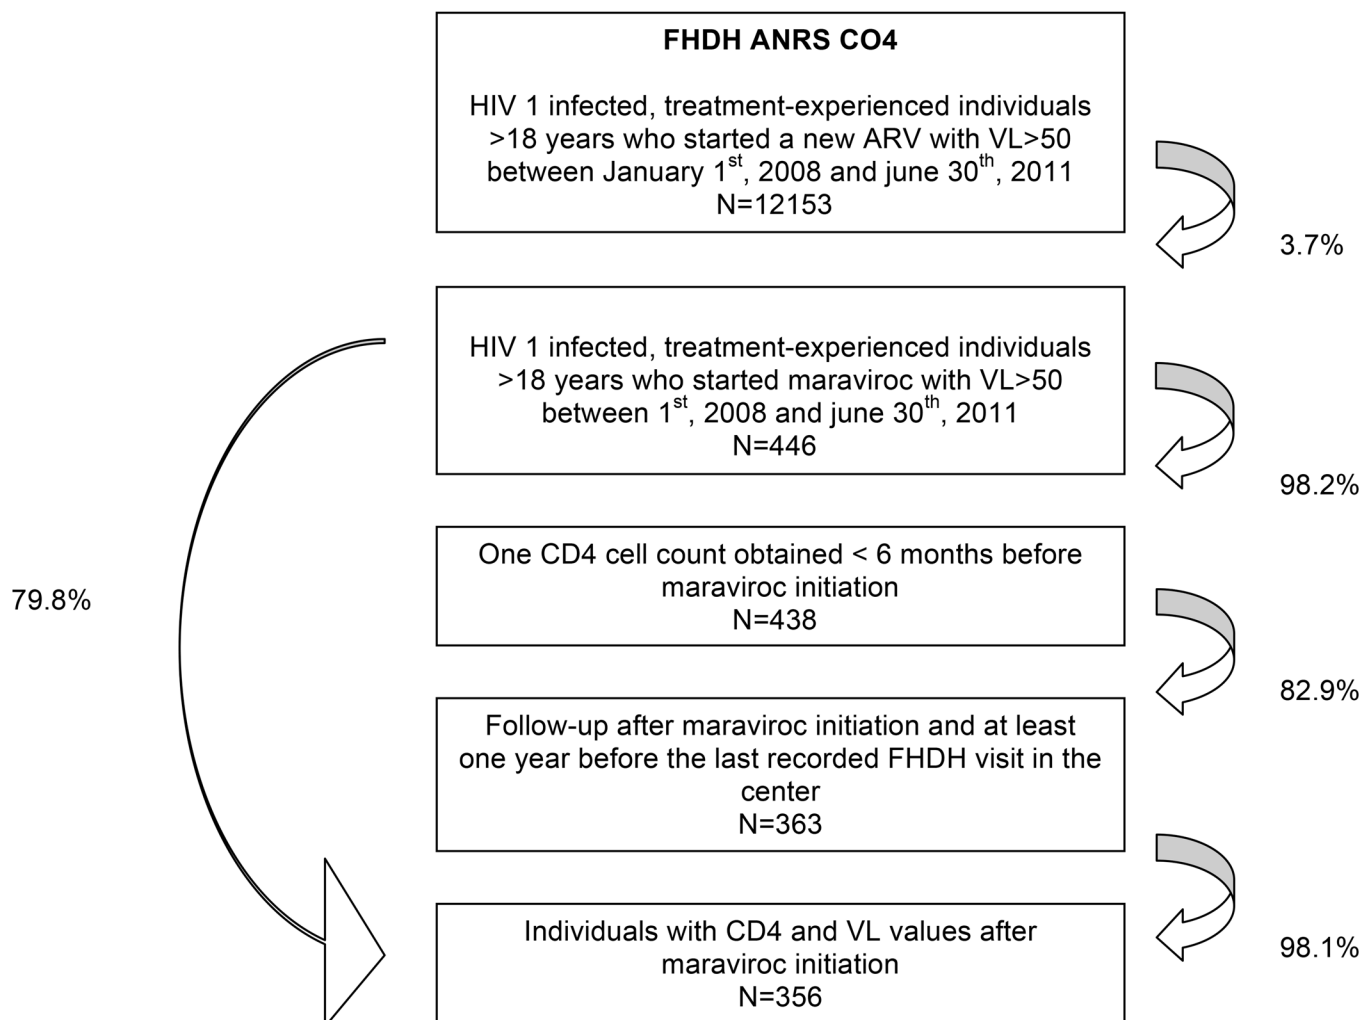 FHDH ANRS CO4
HIV 1 infected, treatment-experienced individuals
>18 years who started a new ARV with VL>50
between January 1st, 2008 and june 30th, 2011
N=12153
3.7%
HIV 1 infected, treatment-experienced individuals
>18 years who started maraviroc with VL>50
between 1st, 2008 and june 30th, 2011
N=446
98.2%
One CD4 cell count obtained < 6 months before
maraviroc initiation
N=438
79.8%
82.9%
Follow-up after maraviroc initiation and at least
one year before the last recorded FHDH visit in the
center
N=363
98.1%
Individuals with CD4 and VL values after
maraviroc initiation
N=356